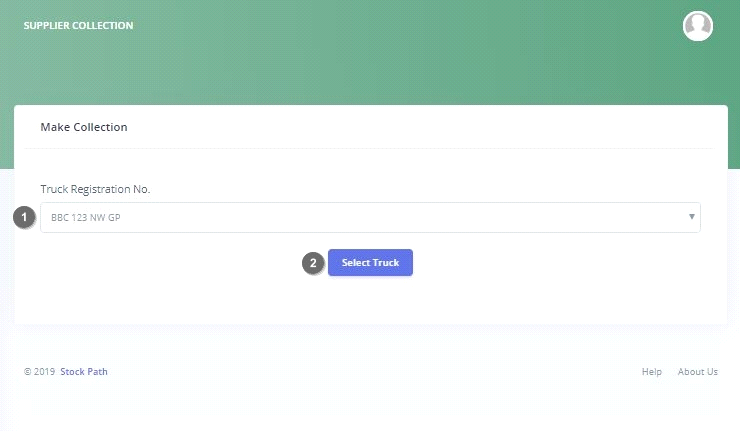 SUPPLIER COLLECTION
Make Collection
Truck Registration No.
1 BBC 123 NW GP
2 Select Truck
© 2019 Stock Path Help About Us